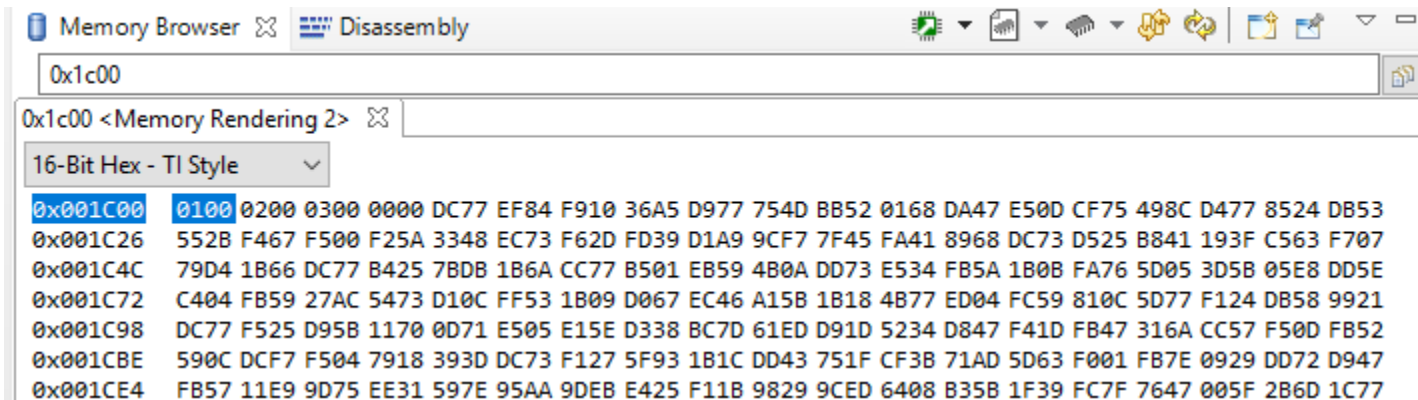 Memory Browser Disassembly
0x1c00
0x1c00 <Memory Rendering 2>
16-Bit Hex - TI Style
0x001C00 0100 0200 0300 0000 DC77 EF84 F910 36A5 D977 754D BB52 0168 DA47 E50D CF75 498C D477 8524 DB53
0x001C26 552B F467 F500 F25A 3348 EC73 F62D FD39 D1A9 9CF7 7F45 FA41 8968 DC73 D525 B841 193F C563 F707
0x001C4C 79D4 1B66 DC77 B425 7BDB 1B6A CC77 B501 EB59 4B0A DD73 E534 FB5A 1B0B FA76 5D05 3D5B 05E8 DD5E
0x001C72 C404 FB59 27AC 5473 D10C FF53 1B09 D067 EC46 A15B 1B18 4B77 ED04 FC59 810C 5D77 F124 DB58 9921
0x001C98 DC77 F525 D95B 1170 0D71 E505 E15E D338 BC7D 61ED D91D 5234 D847 F41D FB47 316A CC57 F50D FB52
0x001CBE 590C DCF7 F504 7918 393D DC73 F127 5F93 1B1C DD43 751F CF3B 71AD 5D63 F001 FB7E 0929 DD72 D947
0x001CE4 FB57 11E9 9D75 EE31 597E 95AA 9DEB E425 F11B 9829 9CED 6408 B35B 1F39 FC7F 7647 005F 2B6D 1C77